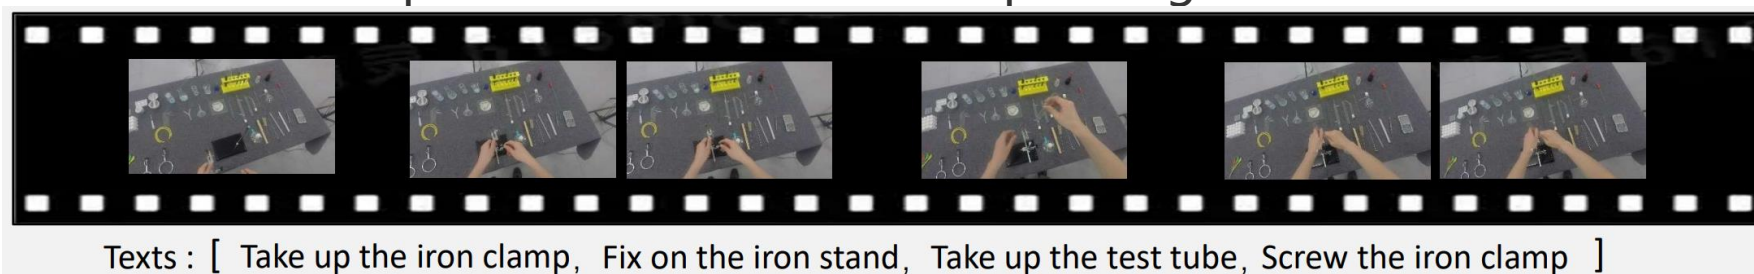 Texts : [ Take up the iron clamp, Fix on the iron stand, Take up the test tube, Screw the iron clamp ]